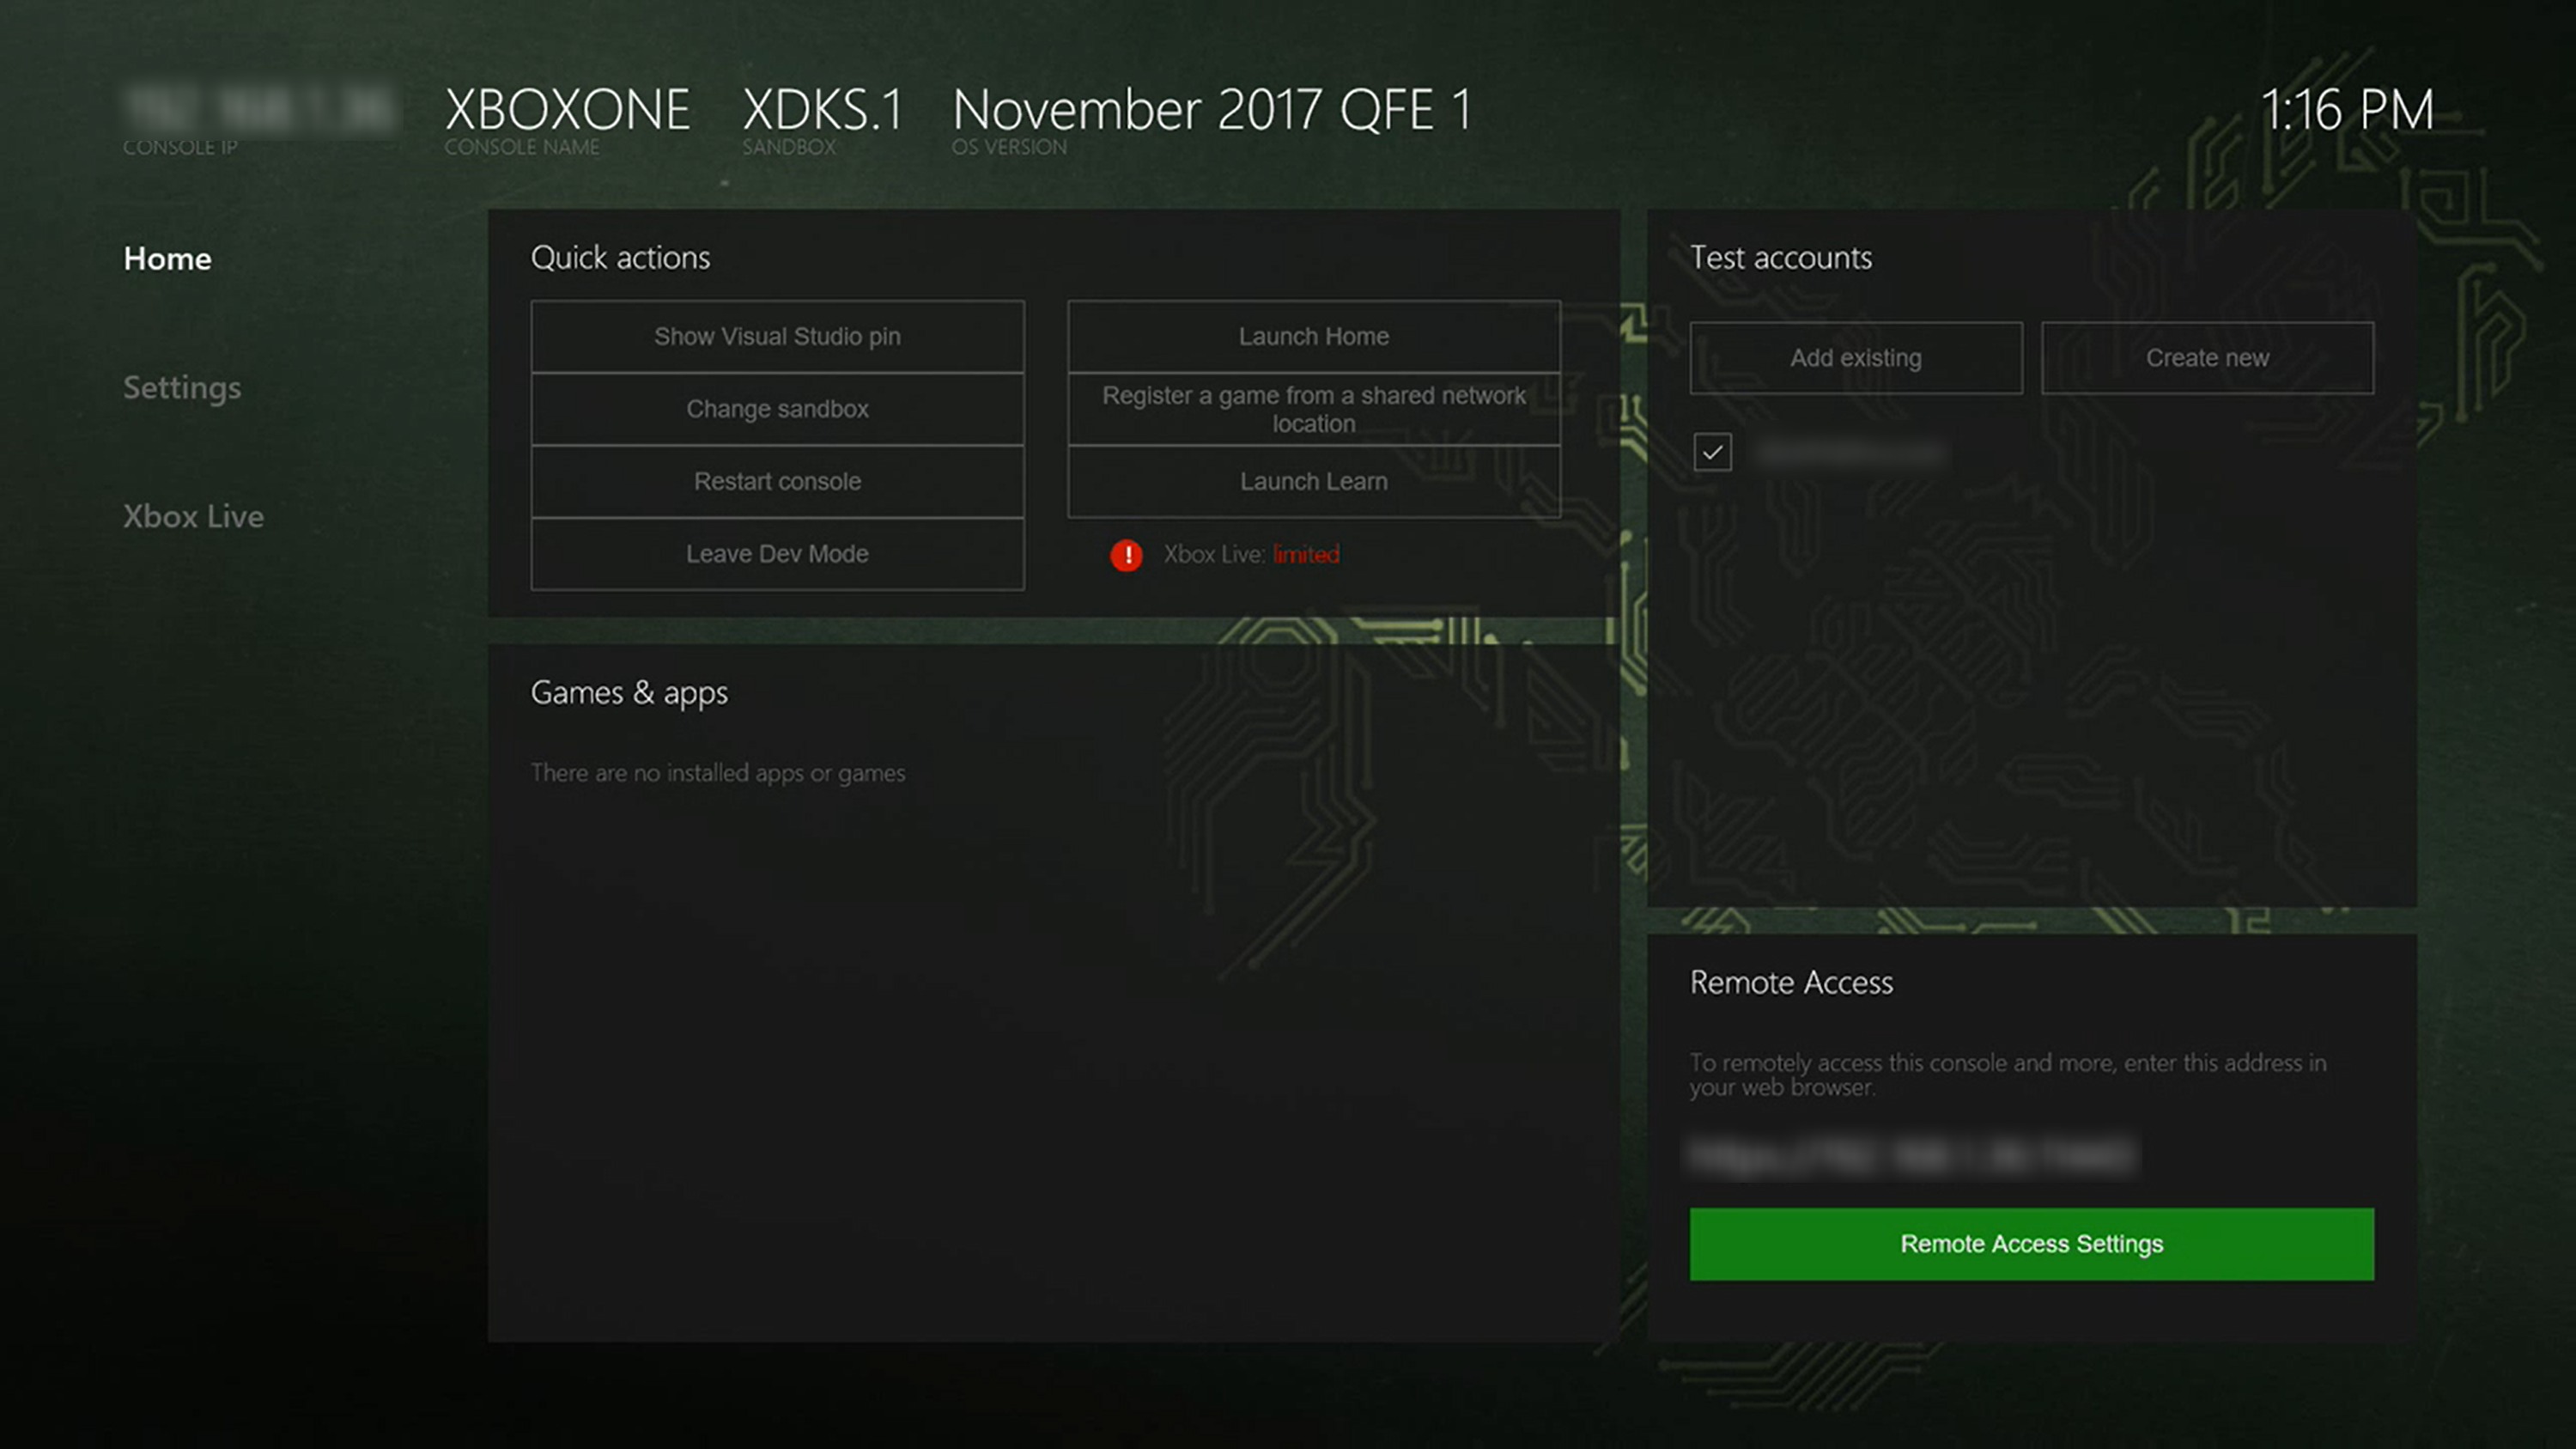 XBOXONE XDKS.1 November 2017 QFE 1 1:16 PM
CONSOLE IP CONSOLE NAME SANDBOX OS VERSION
Home
Settings
Xbox Live
Quick actions
Show Visual Studio pin
Change sandbox
Restart console
Leave Dev Mode
Launch Home
Register a game from a shared network
location
Launch Learn
Xbox Live: limited
Games & apps
There are no installed apps or games
Test accounts
Add existing
Create new
Remote Access
To remotely access this console and more, enter this address in
your web browser.
Remote Access Settings